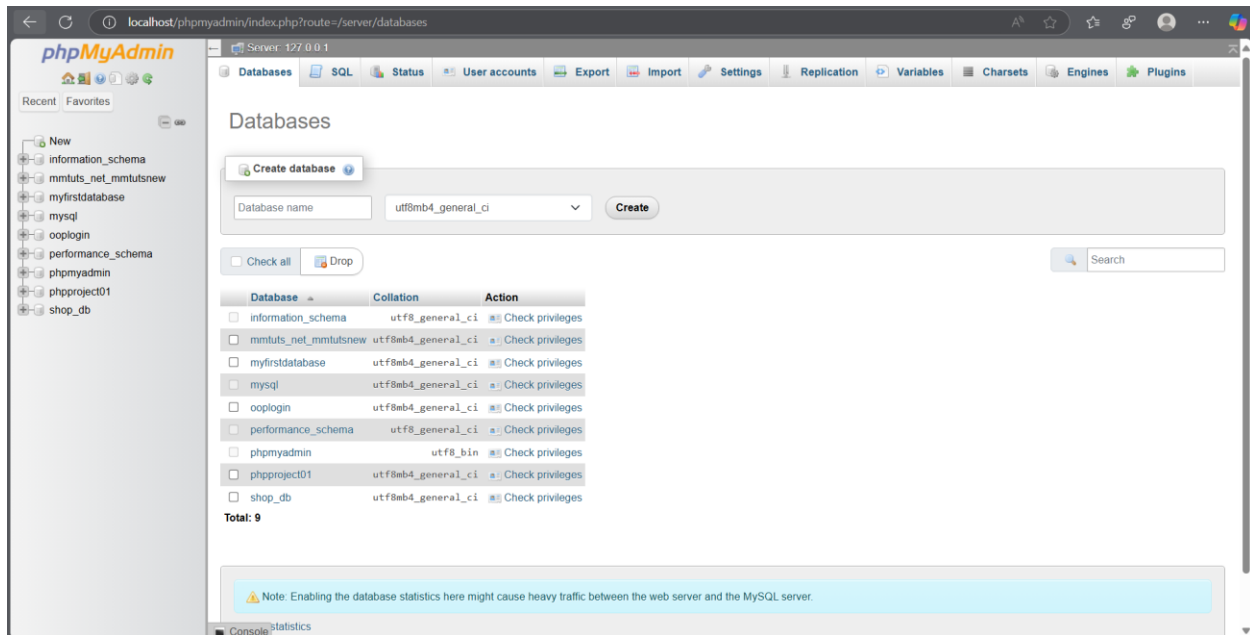 localhost/phpmyadmin/index.php?route=/server/databases
phpMyAdmin
Recent Favorites
New
information_schema
mmtuts_net_mmtutsnew
myfirstdatabase
mysql
ooplogin
performance_schema
phpmyadmin
phpproject01
shop_db
Server: 127.0.0.1
Databases SQL Status User accounts Export Import Settings Replication Variables Charsets Engines Plugins
Databases
Create database
Database name utf8mb4_general_ci Create
Check all Drop Search
Database Collation Action
information_schema utf8_general_ci Check privileges
mmtuts_net_mmtutsnew utf8mb4_general_ci Check privileges
myfirstdatabase utf8mb4_general_ci Check privileges
mysql utf8mb4_general_ci Check privileges
ooplogin utf8mb4_general_ci Check privileges
performance_schema utf8_general_ci Check privileges
phpmyadmin utf8_bin Check privileges
phpproject01 utf8mb4_general_ci Check privileges
shop_db utf8mb4_general_ci Check privileges
Total: 9
Note: Enabling the database statistics here might cause heavy traffic between the web server and the MySQL server.
Console statistics